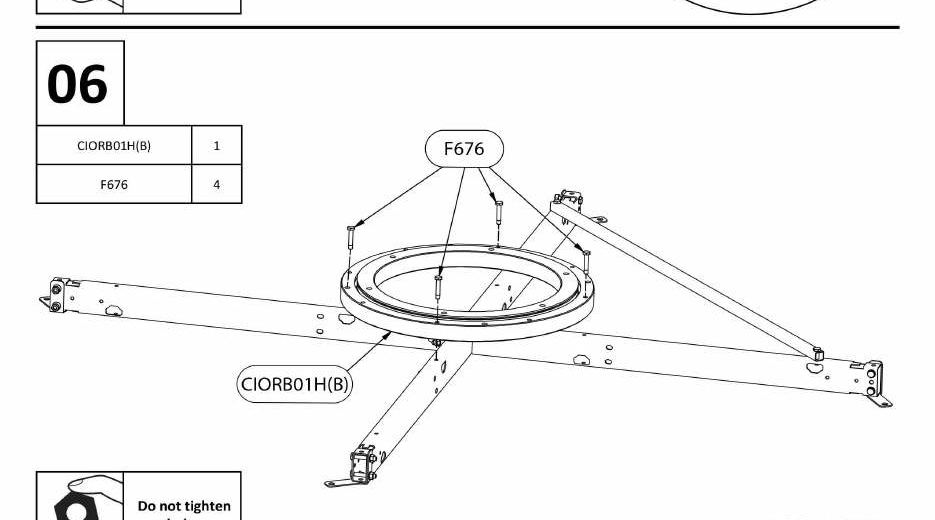 06
CIORB01H(B) 1
F676 4
F676
CIORB01H(B)
Do not tighten